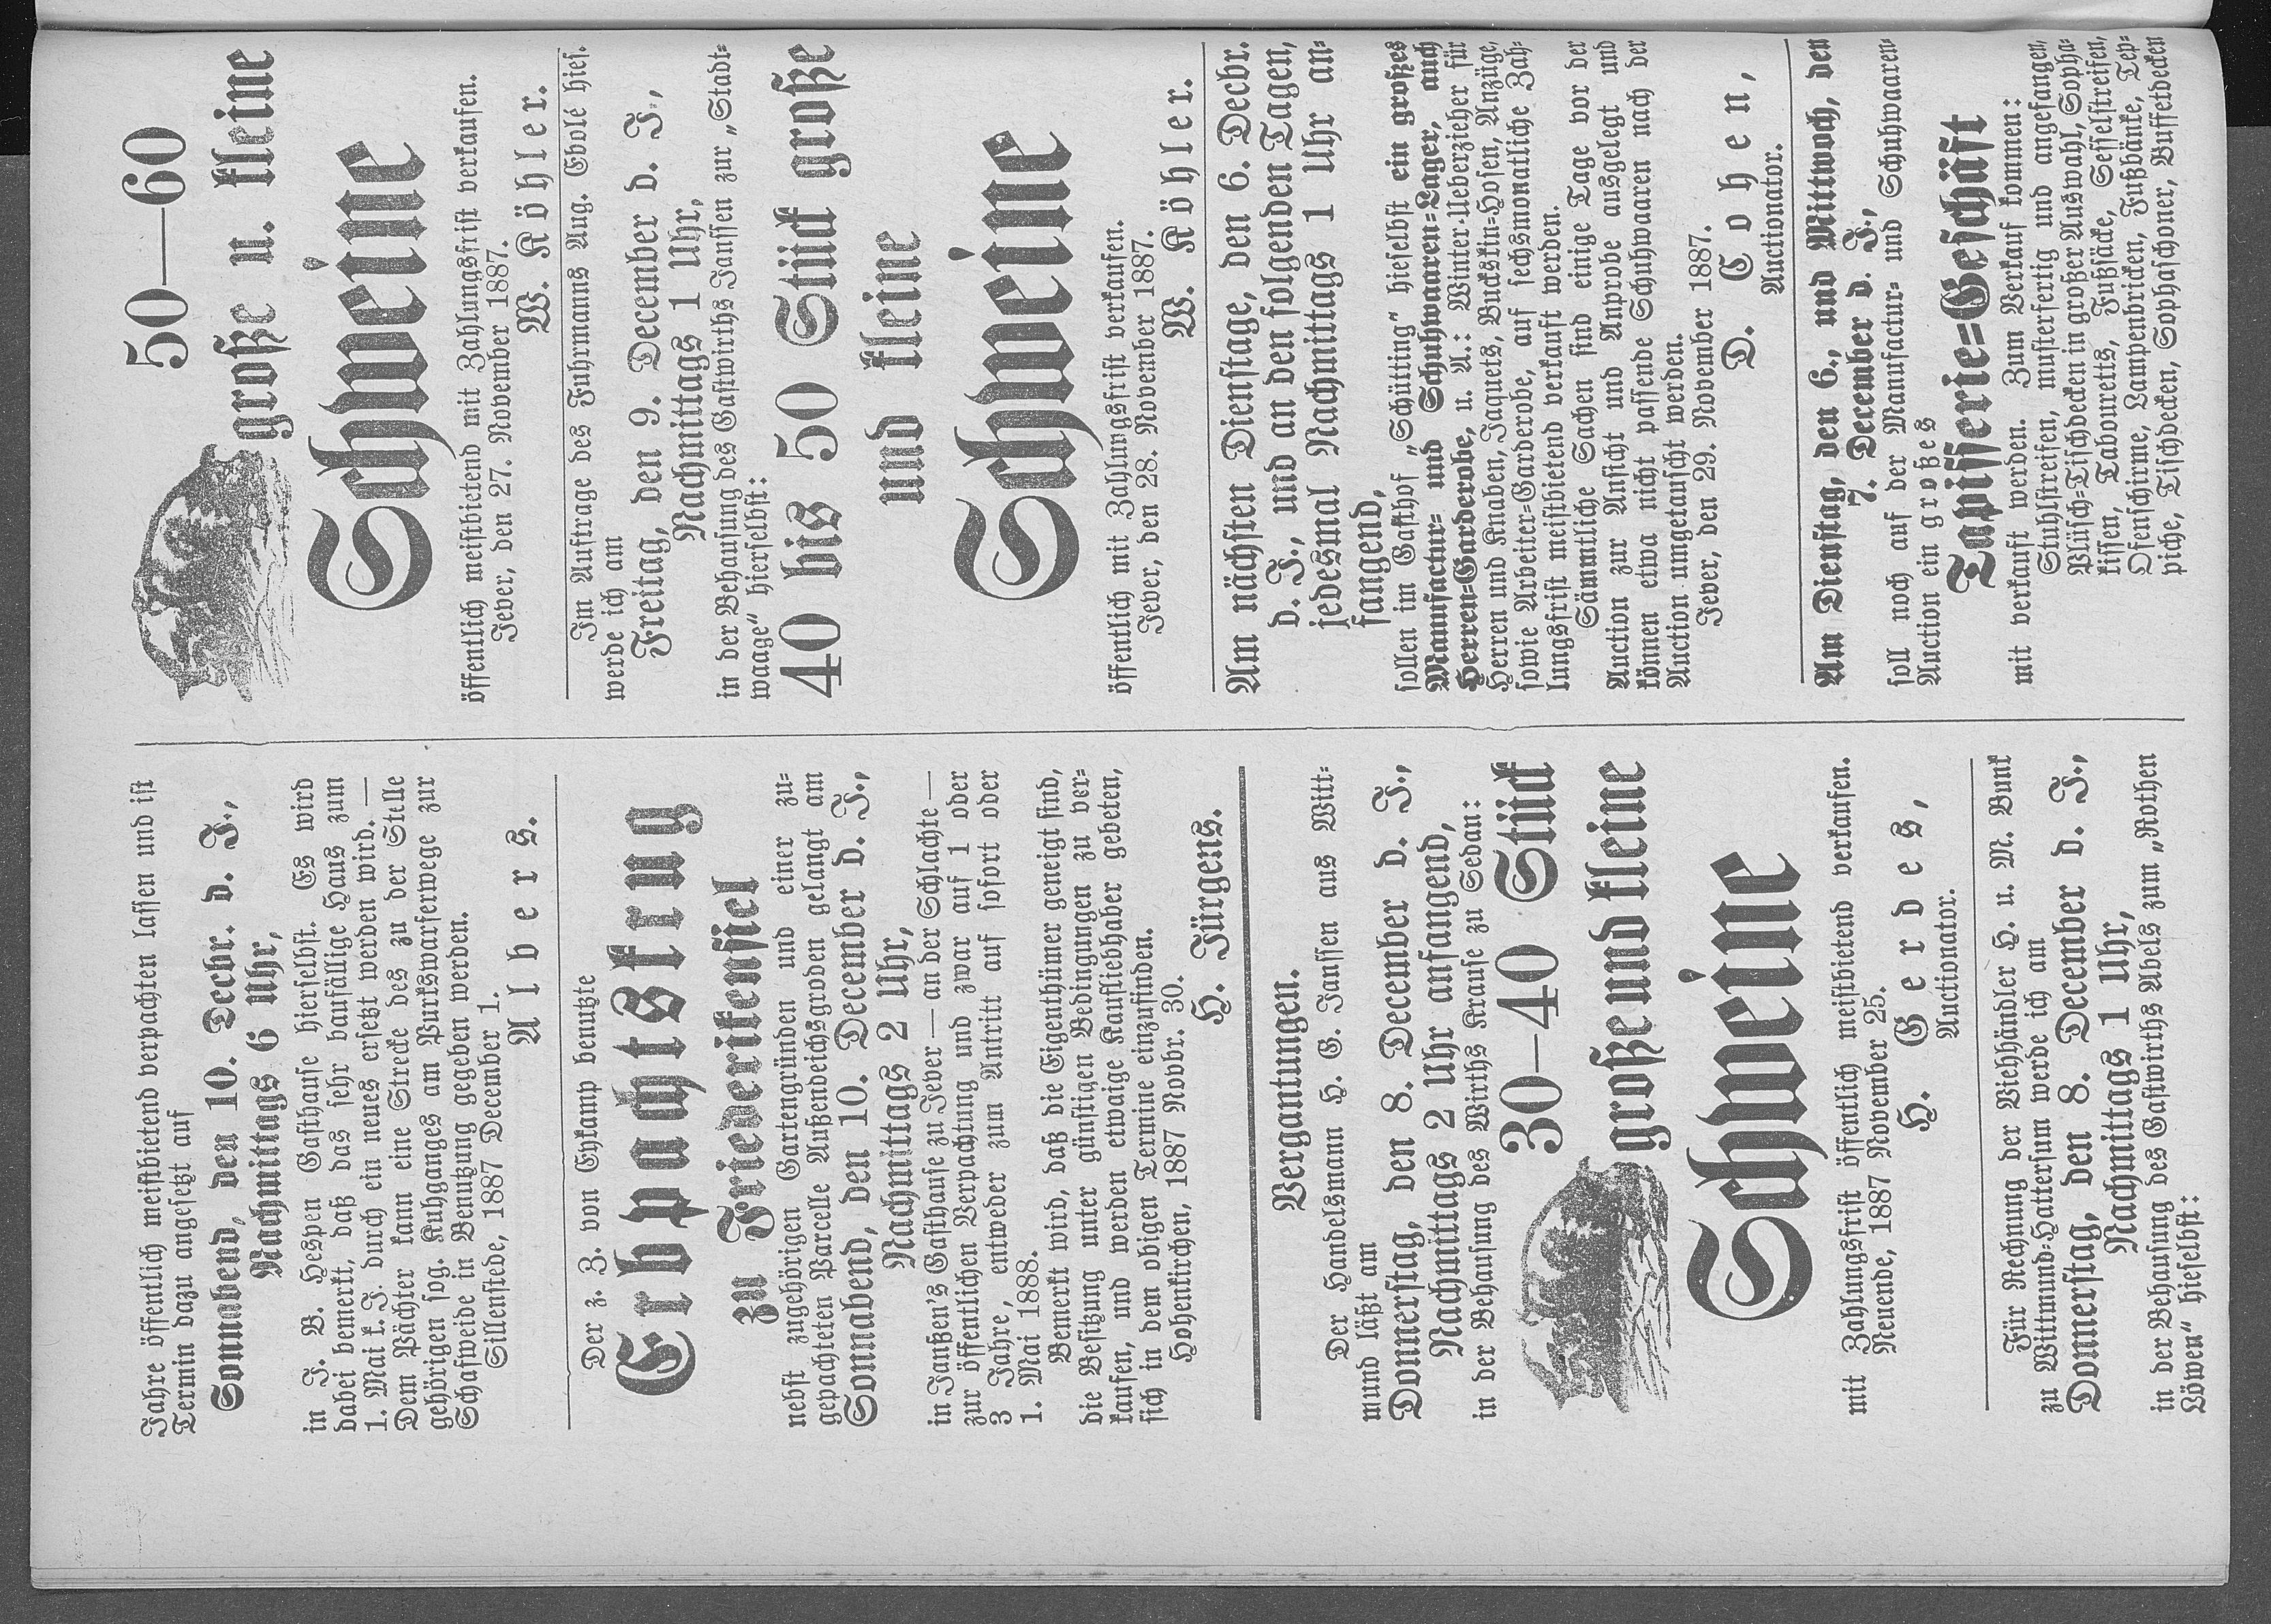 Jahre öffentlich meistbietend verpachten lassen und ist
Termin dazu angesetzt auf
Sonnabend, den 10. Decbr. d. J.,
Nachmittags 6 Uhr,
in J. B. Hespen Gasthause hierselbst. Es wird
dabei bemerkt, daß das sehr baufällige Haus zum
1. Mai k. J. durch ein neues ersetzt werden wird. —
Dem Pächter kann eine Strecke des zu der Stelle
gehörigen sog. Kuhganges am Purkswarferwege zur
Schafweide in Benutzung gegeben werden.
Sillenstede, 1887 December 1.
Albers.
Der z. Z. von Ehkamp benutzte
Erbpachtskrug
zu Friederikensiel
nebst zugehörigen Gartengründen und einer zu-
gepachteten Parcelle Außendeichsgroden gelangt am
Sonnabend, den 10. December d. J.,
Nachmittags 2 Uhr,
in Janßen's Gasthause zu Jever — an der Schlachte —
zur öffentlichen Verpachtung und zwar auf 1 oder
3 Jahre, entweder zum Antritt auf sofort oder
1. Mai 1888.
Bemerkt wird, daß die Eigenthümer geneigt sind,
die Besitzung unter günstigen Bedingungen zu ver-
kaufen, und werden etwaige Kaufliebhaber gebeten,
sich in dem obigen Termine einzufinden.
Hohenkirchen, 1887 Novbr. 30.
H. Jürgens.
Vergantungen.
Der Handelsmann H. G. Janssen aus Witt-
mund läßt am
Donnerstag, den 8. December d. J.,
Nachmittags 2 Uhr anfangend,
in der Behausung des Wirths Krause zu Sedan:
30—40 Stück
große und kleine
Schweine
mit Zahlungsfrist öffentlich meistbietend verkaufen.
Neuende, 1887 November 25.
H. Gerdes,
Auctionator.
Für Rechnung der Viehhändler H. u. M. Bunk
zu Wittmund-Hattersum werde ich am
Donnerstag, den 8. December d. J.,
Nachmittags 1 Uhr,
in der Behausung des Gastwirths Abels zum „Rothen
Löwen“ hieselbst:
50—60
große u. kleine
Schweine
öffentlich meistbietend mit Zahlungsfrist verkaufen.
Jever, den 27. November 1887.
W. Köhler.
Im Auftrage des Fuhrmanns Aug. Ebolé hies.
werde ich am
Freitag, den 9. December d. J.,
Nachmittags 1 Uhr,
in der Behausung des Gastwirths Janssen zur „Stadt-
waage“ hierselbst:
40 bis 50 Stück große
und kleine
Schweine
öffentlich mit Zahlungsfrist verkaufen.
Jever, den 28. November 1887.
W. Köhler.
Am nächsten Dienstage, den 6. Decbr.
d. J., und an den folgenden Tagen,
jedesmal Nachmittags 1 Uhr an-
fangend,
sollen im Gasthof „Schütting“ hieselbst ein großes
Manufactur- und Schuhwaaren-Lager, auch
Herren-Garderobe, u. A.: Winter-Ueberzieher für
Herren und Knaben, Jaquets, Buckskin-Hosen, Anzüge,
sowie Arbeiter-Garderobe, auf sechsmonatliche Zah-
lungsfrist meistbietend verkauft werden.
Sämmtliche Sachen sind einige Tage vor der
Auction zur Ansicht und Anprobe ausgelegt und
können etwa nicht passende Schuhwaaren nach der
Auction umgetauscht werden.
Jever, den 29. November 1887.
D. Cohen,
Auctionator.
Am Dienstag, den 6., und Mittwoch, den
7. December d. J.,
soll noch auf der Manufactur- und Schuhwaaren-
Auction ein großes
Tapisserie-Geschäft
mit verkauft werden. Zum Verkauf kommen:
Stuhlstreifen, musterfertig und angefangen,
Plüsch-Tischdecken in großer Auswahl, Sopha-
kissen, Tabouretts, Fußsäcke, Sesselstreifen,
Ofenschirme, Lampenbricken, Fußbänke, Tep-
piche, Tischdecken, Sophaschoner, Buffetdecken